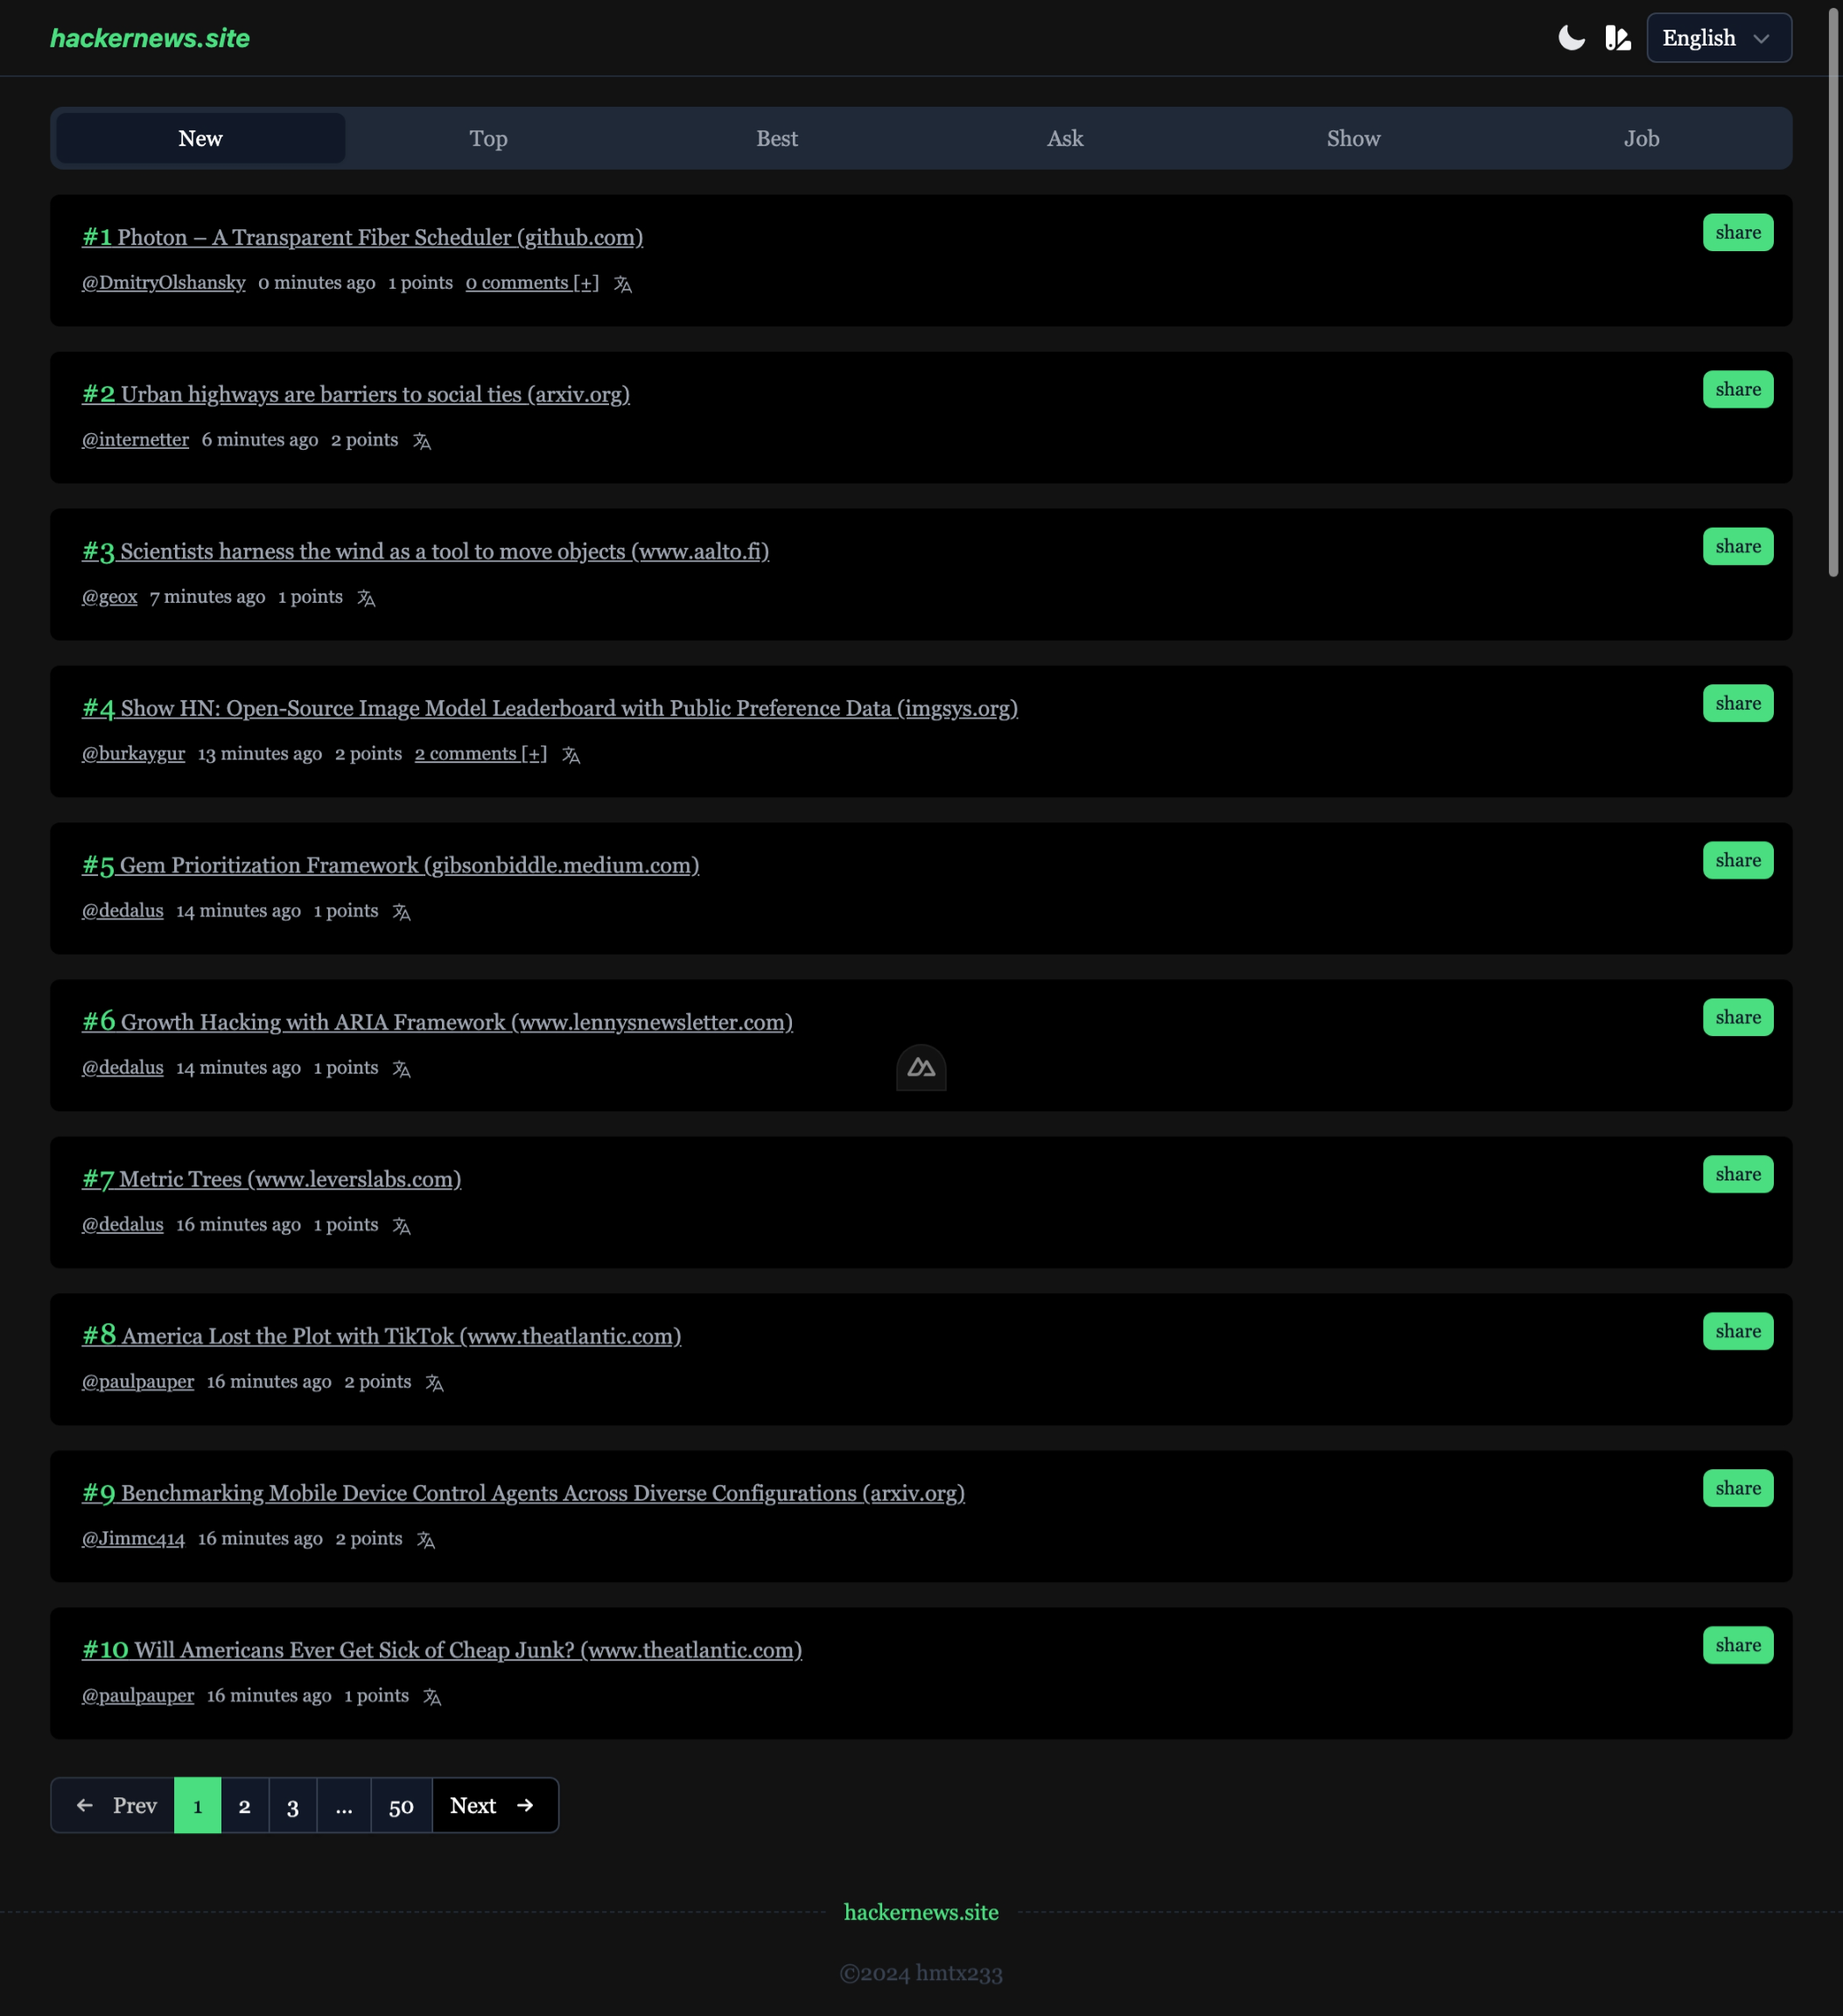 hackernews.site
English
New Top Best Ask Show Job
#1 Photon – A Transparent Fiber Scheduler (github.com)
share
@DmitryOlshansky 0 minutes ago 1 points 0 comments [+]
#2 Urban highways are barriers to social ties (arxiv.org)
share
@internetter 6 minutes ago 2 points
#3 Scientists harness the wind as a tool to move objects (www.aalto.fi)
share
@geox 7 minutes ago 1 points
#4 Show HN: Open-Source Image Model Leaderboard with Public Preference Data (imgsys.org)
share
@burkaygur 13 minutes ago 2 points 2 comments [+]
#5 Gem Prioritization Framework (gibsonbiddle.medium.com)
share
@dedalus 14 minutes ago 1 points
#6 Growth Hacking with ARIA Framework (www.lennysnewsletter.com)
share
@dedalus 14 minutes ago 1 points
#7 Metric Trees (www.leverslabs.com)
share
@dedalus 16 minutes ago 1 points
#8 America Lost the Plot with TikTok (www.theatlantic.com)
share
@paulpauper 16 minutes ago 2 points
#9 Benchmarking Mobile Device Control Agents Across Diverse Configurations (arxiv.org)
share
@Jimmc414 16 minutes ago 2 points
#10 Will Americans Ever Get Sick of Cheap Junk? (www.theatlantic.com)
share
@paulpauper 16 minutes ago 1 points
← Prev 1 2 3 ... 50 Next →
hackernews.site
©2024 hmtx233